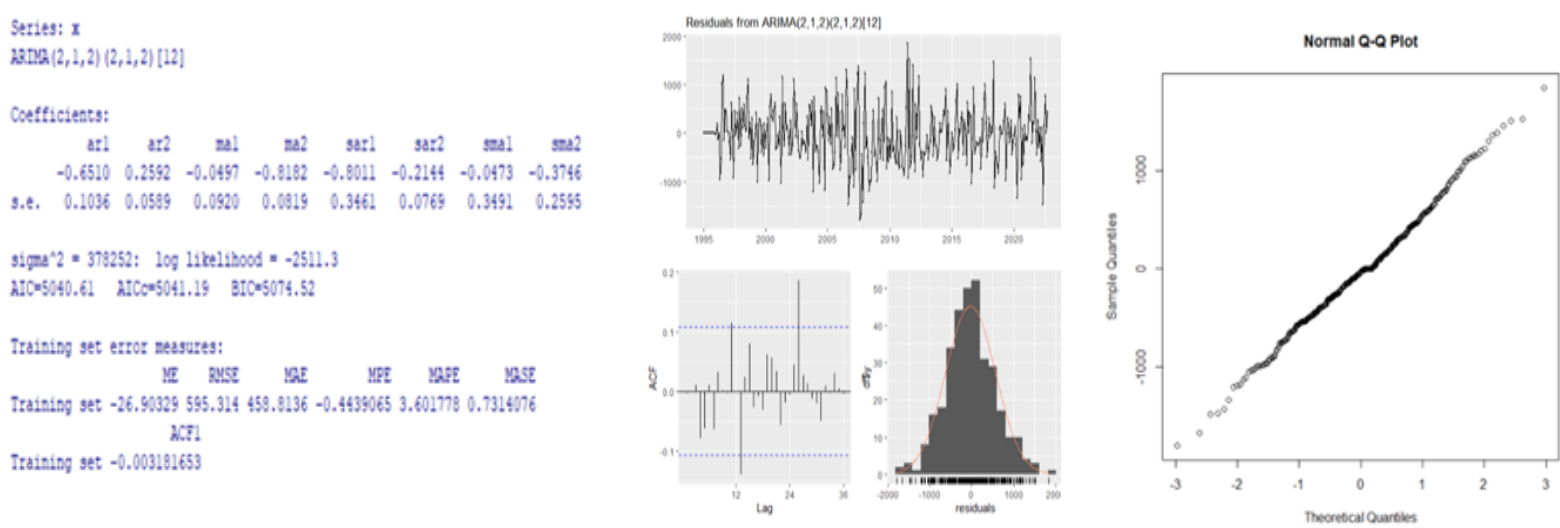 Series: x
ARIMA(2,1,2)(2,1,2)[12]
Coefficients:
ar1 ar2 ma1 ma2 sar1 sar2 sma1 sma2
-0.6510 0.2592 -0.0497 -0.8182 -0.8011 -0.2144 -0.0473 -0.3746
s.e. 0.1036 0.0589 0.0920 0.0819 0.3461 0.0769 0.3491 0.2595
sigma^2 = 378252: log likelihood = -2511.3
AIC=5040.61 AICc=5041.19 BIC=5074.52
Training set error measures:
ME RMSE MAE MPE MAPE MASE
Training set -26.90329 595.314 458.8136 -0.4439065 3.601778 0.7314076
ACF1
Training set -0.003181653
Residuals from ARIMA(2,1,2)(2,1,2)[12]
2000
1000
0
-1000
1995 2000 2005 2010 2015 2020
0.2
0.1
0.0
-0.1
ACF
12 24 36
Lag
50
40
30
20
10
0
df$y
-2000 -1000 0 1000 200
residuals
Normal Q-Q Plot
Sample Quantiles
1000
0
-1000
-3 -2 -1 0 1 2 3
Theoretical Quantiles